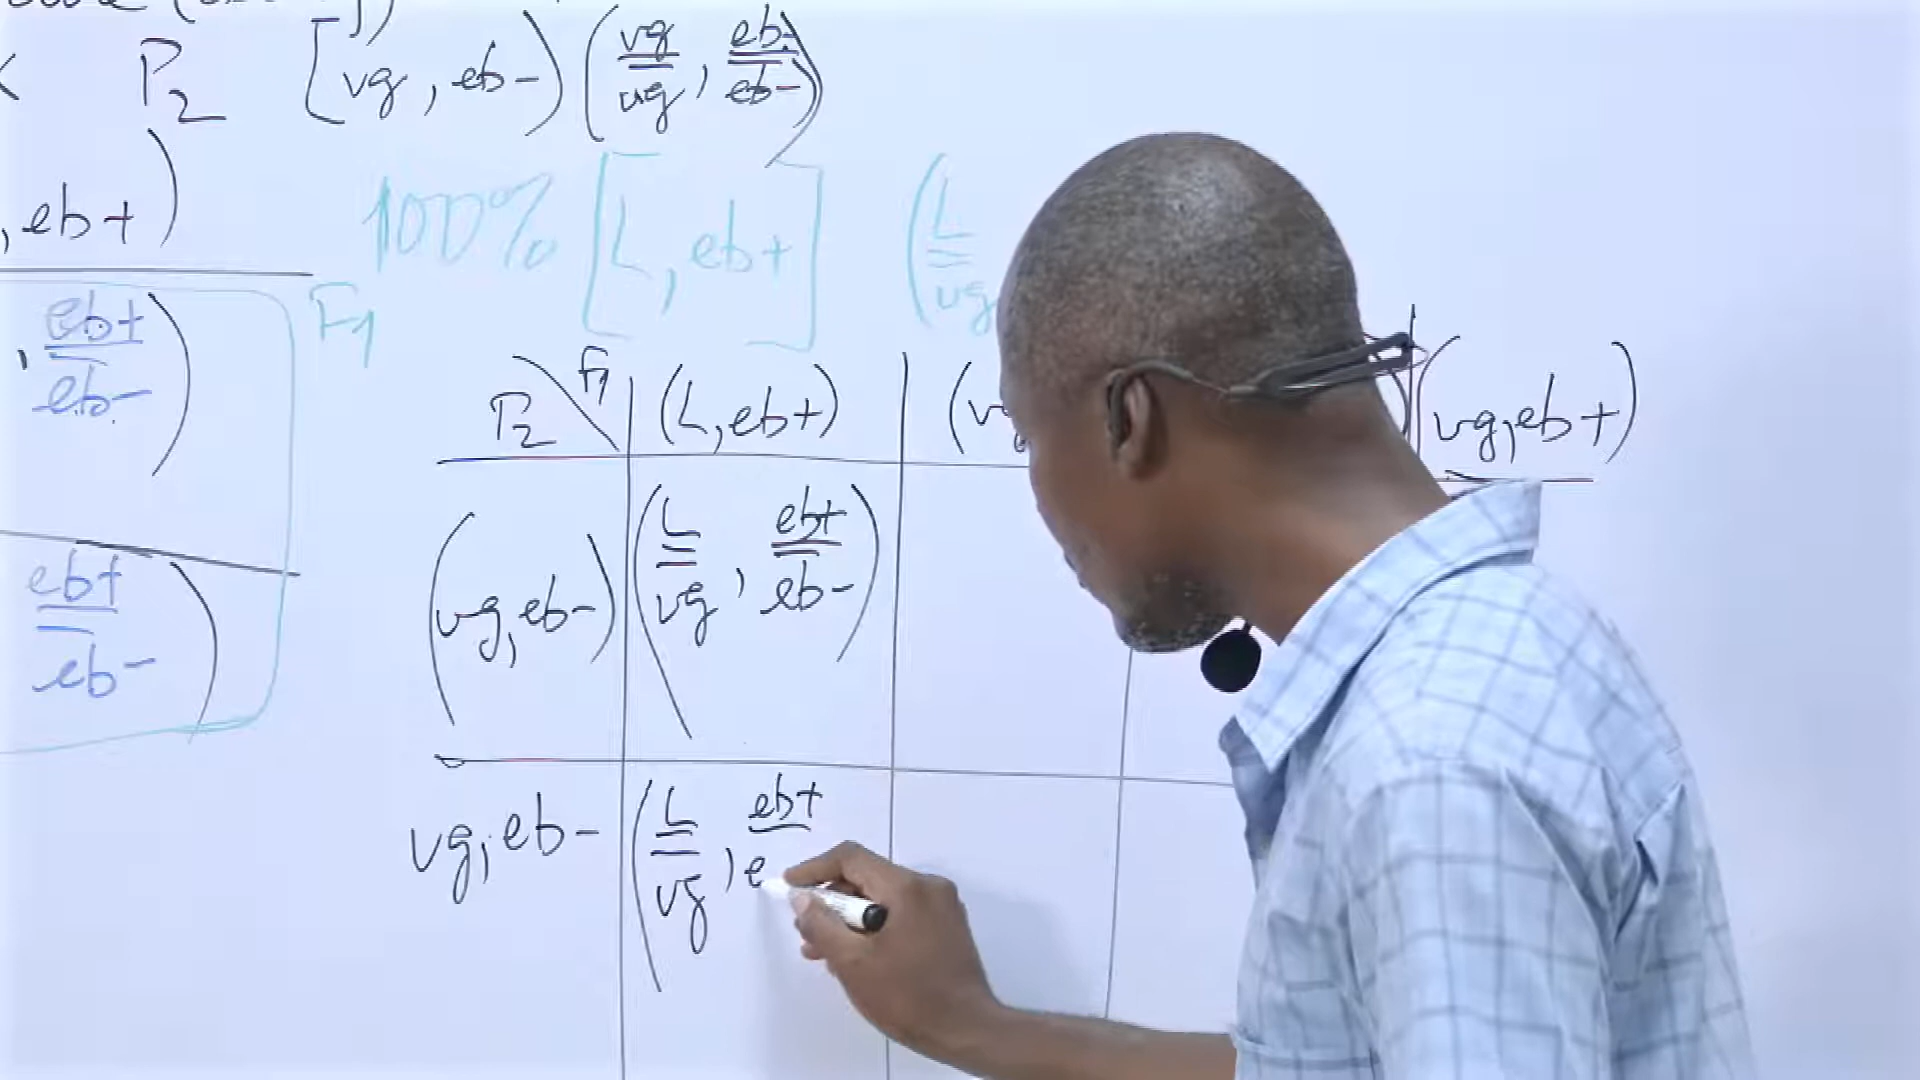 P2 [vg, eb-) (vg/vg, eb-/eb-)
, eb+)
100% [L, eb+] (L/vg
, eb+/eb-) F1
P2 \ F1 (L, eb+) (vg, eb+)
(vg, eb-) (L/vg, eb+/eb-)
eb+/eb-)
vg, eb- (L/vg, eb+/e